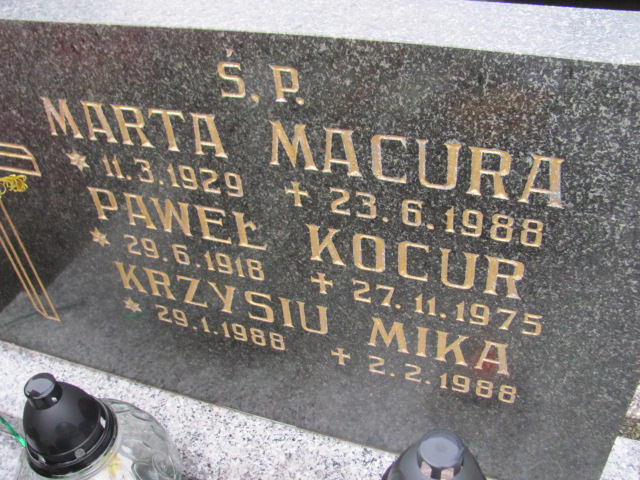 Ś. P.
MARTA MACURA
* 11.3.1929 + 23.6.1988
PAWEŁ KOCUR
* 29.6.1918 + 27.11.1975
KRZYSIU MIKA
* 29.1.1988 + 2.2.1988